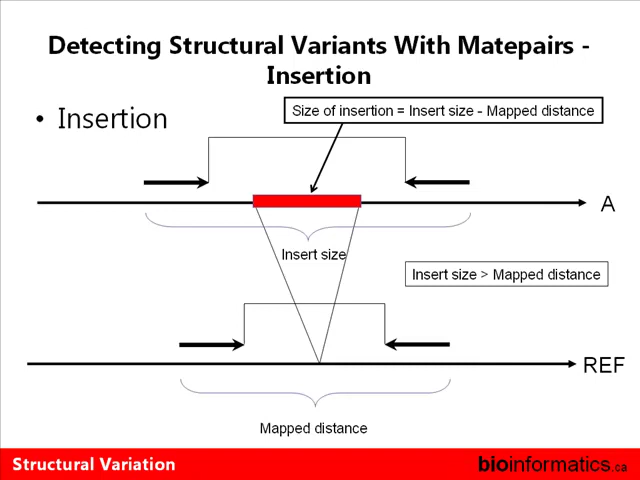 Detecting Structural Variants With Matepairs -
Insertion
• Insertion
Size of insertion = Insert size - Mapped distance
A
Insert size
Insert size > Mapped distance
REF
Mapped distance
Structural Variation
bioinformatics.ca